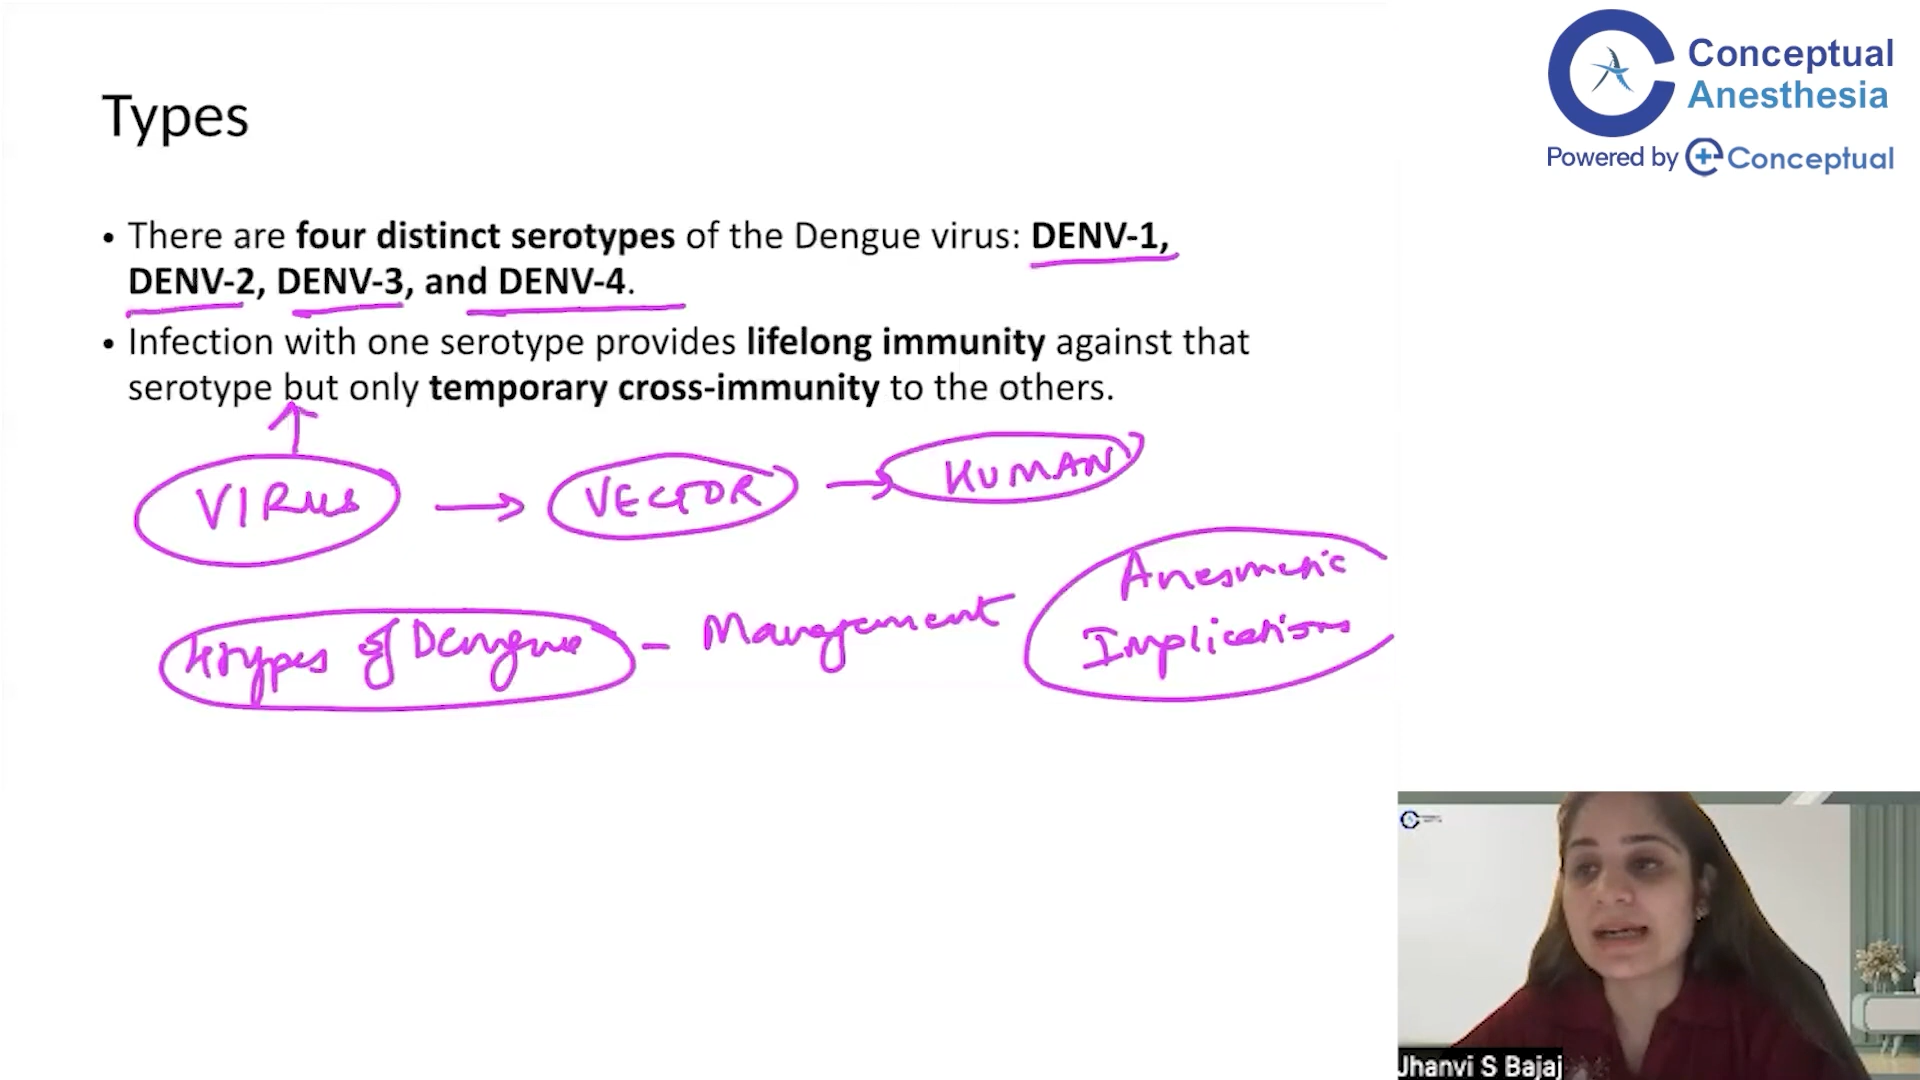 Types
• There are four distinct serotypes of the Dengue virus: DENV-1,
DENV-2, DENV-3, and DENV-4.
• Infection with one serotype provides lifelong immunity against that
serotype but only temporary cross-immunity to the others.
VIRUS → VECTOR → HUMAN
types of Dengue - Management
Anesthetic
Implications
Conceptual
Anesthesia
Powered by eConceptual
Jhanvi S Bajaj